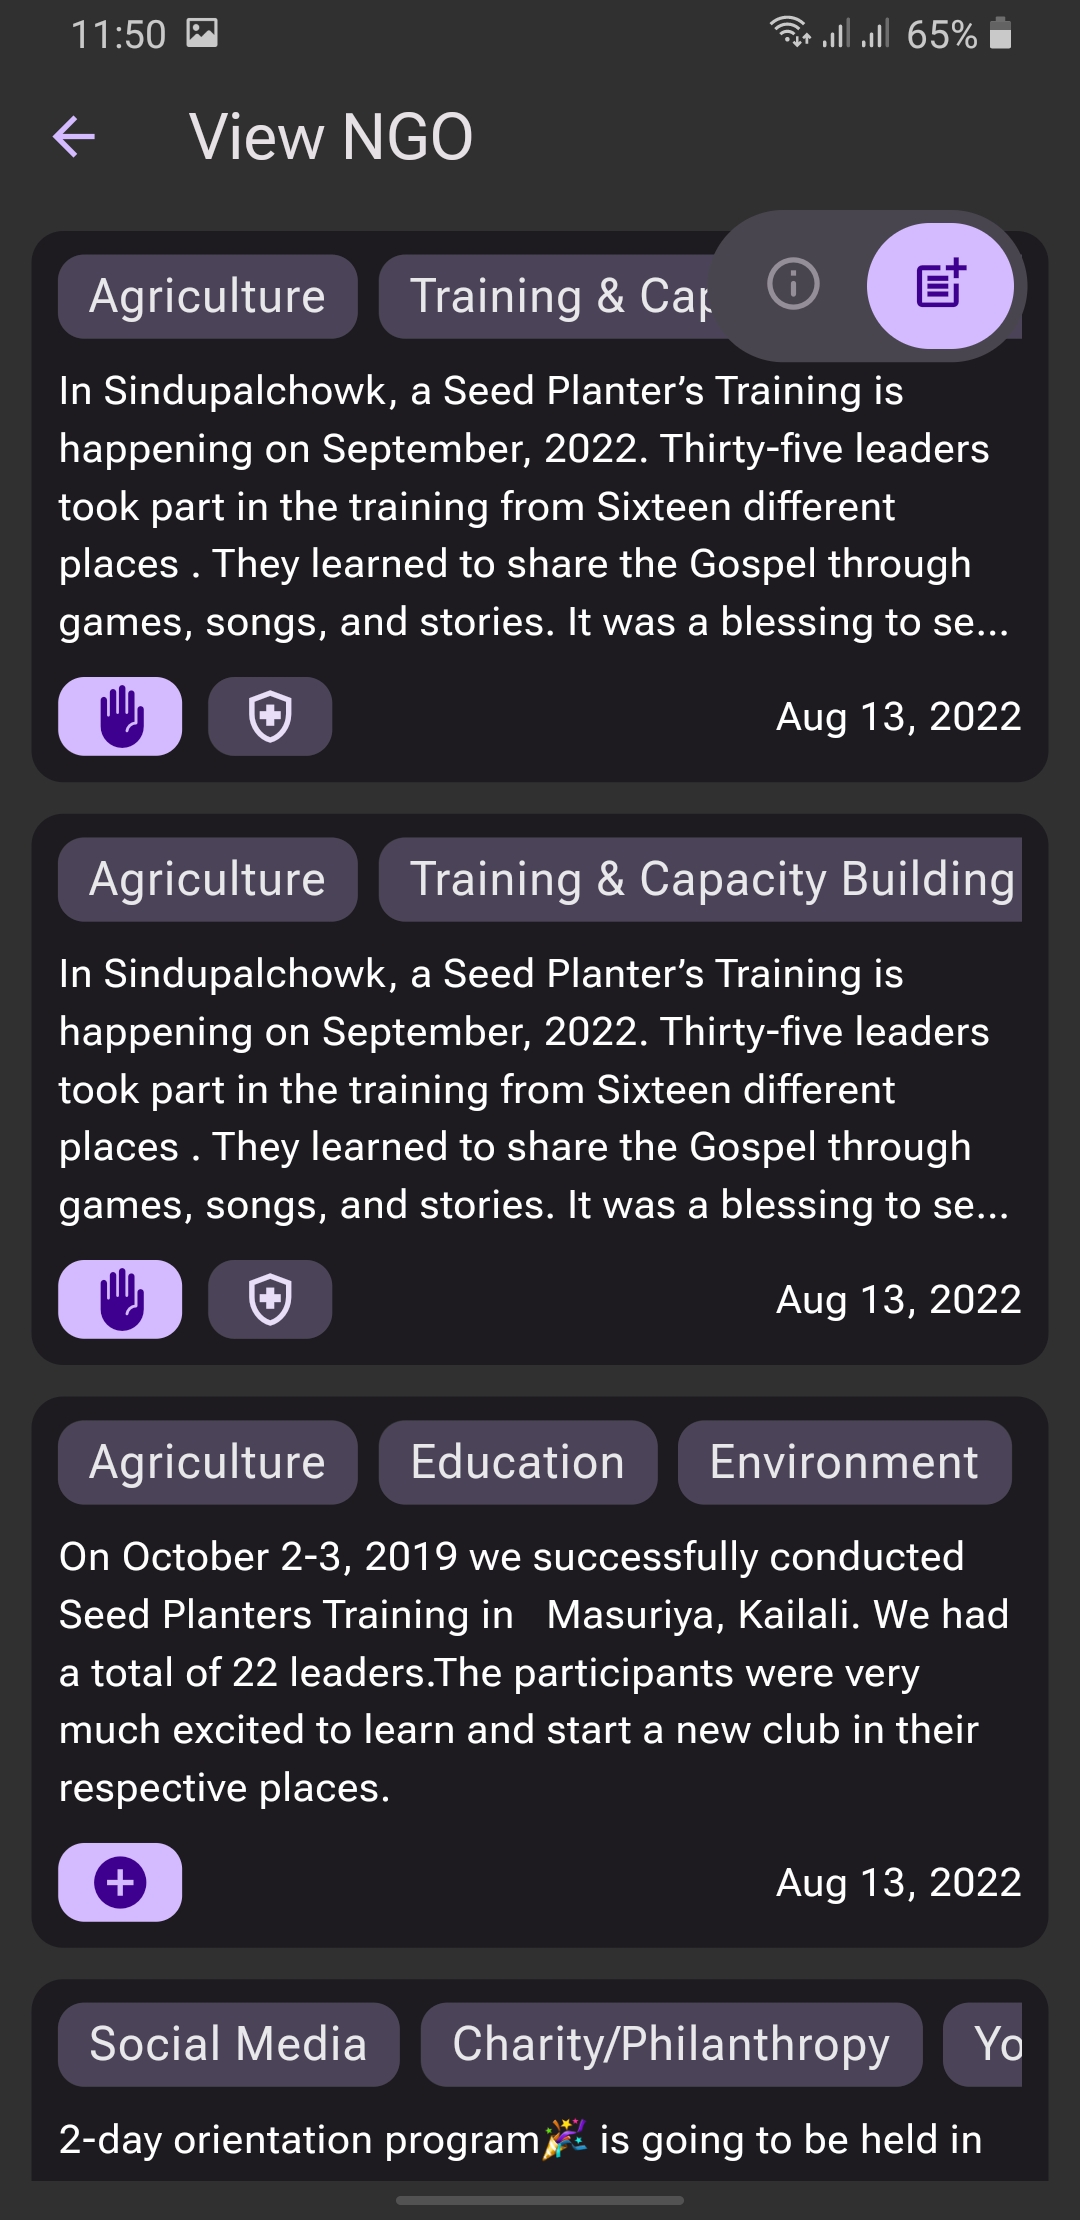 11:50
65%
View NGO
Agriculture Training & Cap
In Sindupalchowk, a Seed Planter’s Training is
happening on September, 2022. Thirty-five leaders
took part in the training from Sixteen different
places . They learned to share the Gospel through
games, songs, and stories. It was a blessing to se...
Aug 13, 2022
Agriculture Training & Capacity Building
In Sindupalchowk, a Seed Planter’s Training is
happening on September, 2022. Thirty-five leaders
took part in the training from Sixteen different
places . They learned to share the Gospel through
games, songs, and stories. It was a blessing to se...
Aug 13, 2022
Agriculture Education Environment
On October 2-3, 2019 we successfully conducted
Seed Planters Training in   Masuriya, Kailali. We had
a total of 22 leaders.The participants were very
much excited to learn and start a new club in their
respective places.
Aug 13, 2022
Social Media Charity/Philanthropy Yo
2-day orientation program🎉 is going to be held in